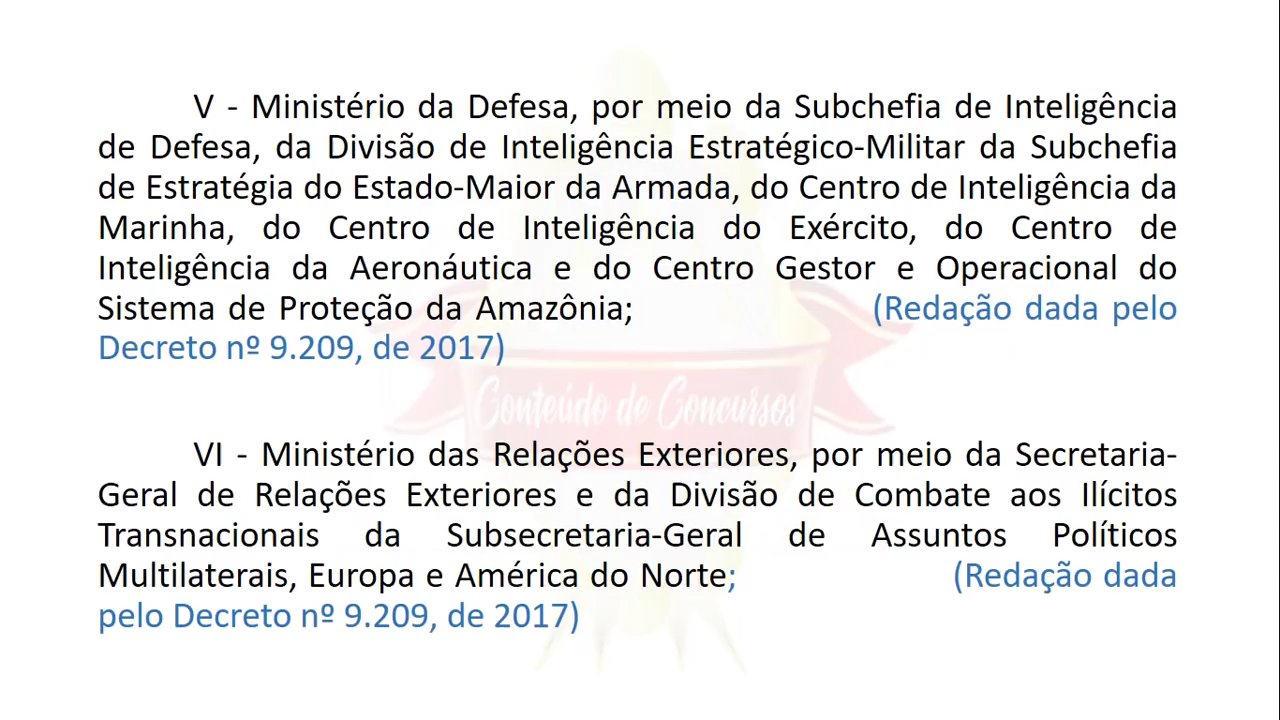 V - Ministério da Defesa, por meio da Subchefia de Inteligência
de Defesa, da Divisão de Inteligência Estratégico-Militar da Subchefia
de Estratégia do Estado-Maior da Armada, do Centro de Inteligência da
Marinha, do Centro de Inteligência do Exército, do Centro de
Inteligência da Aeronáutica e do Centro Gestor e Operacional do
Sistema de Proteção da Amazônia; (Redação dada pelo
Decreto nº 9.209, de 2017)
Conteúdo de Concursos
VI - Ministério das Relações Exteriores, por meio da Secretaria-
Geral de Relações Exteriores e da Divisão de Combate aos Ilícitos
Transnacionais da Subsecretaria-Geral de Assuntos Políticos
Multilaterais, Europa e América do Norte; (Redação dada
pelo Decreto nº 9.209, de 2017)